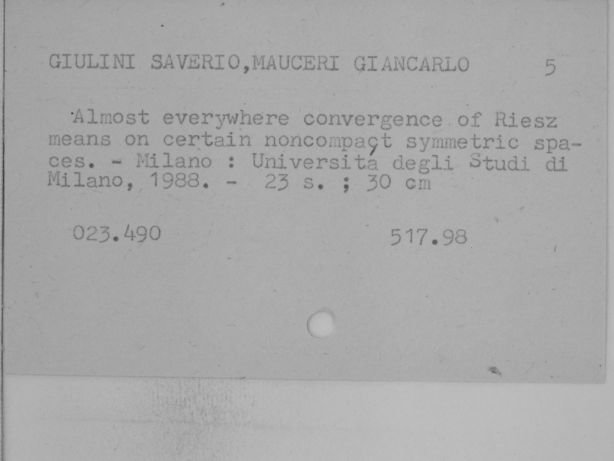 GIULINI SAVERIO,MAUCERI GIANCARLO 5
Almost everywhere convergence of Riesz
means on certain noncompact symmetric spa-
ces. - Milano : Universitá degli Studi di
Milano, 1988. - 23 s. ; 30 cm
023.490 517.98